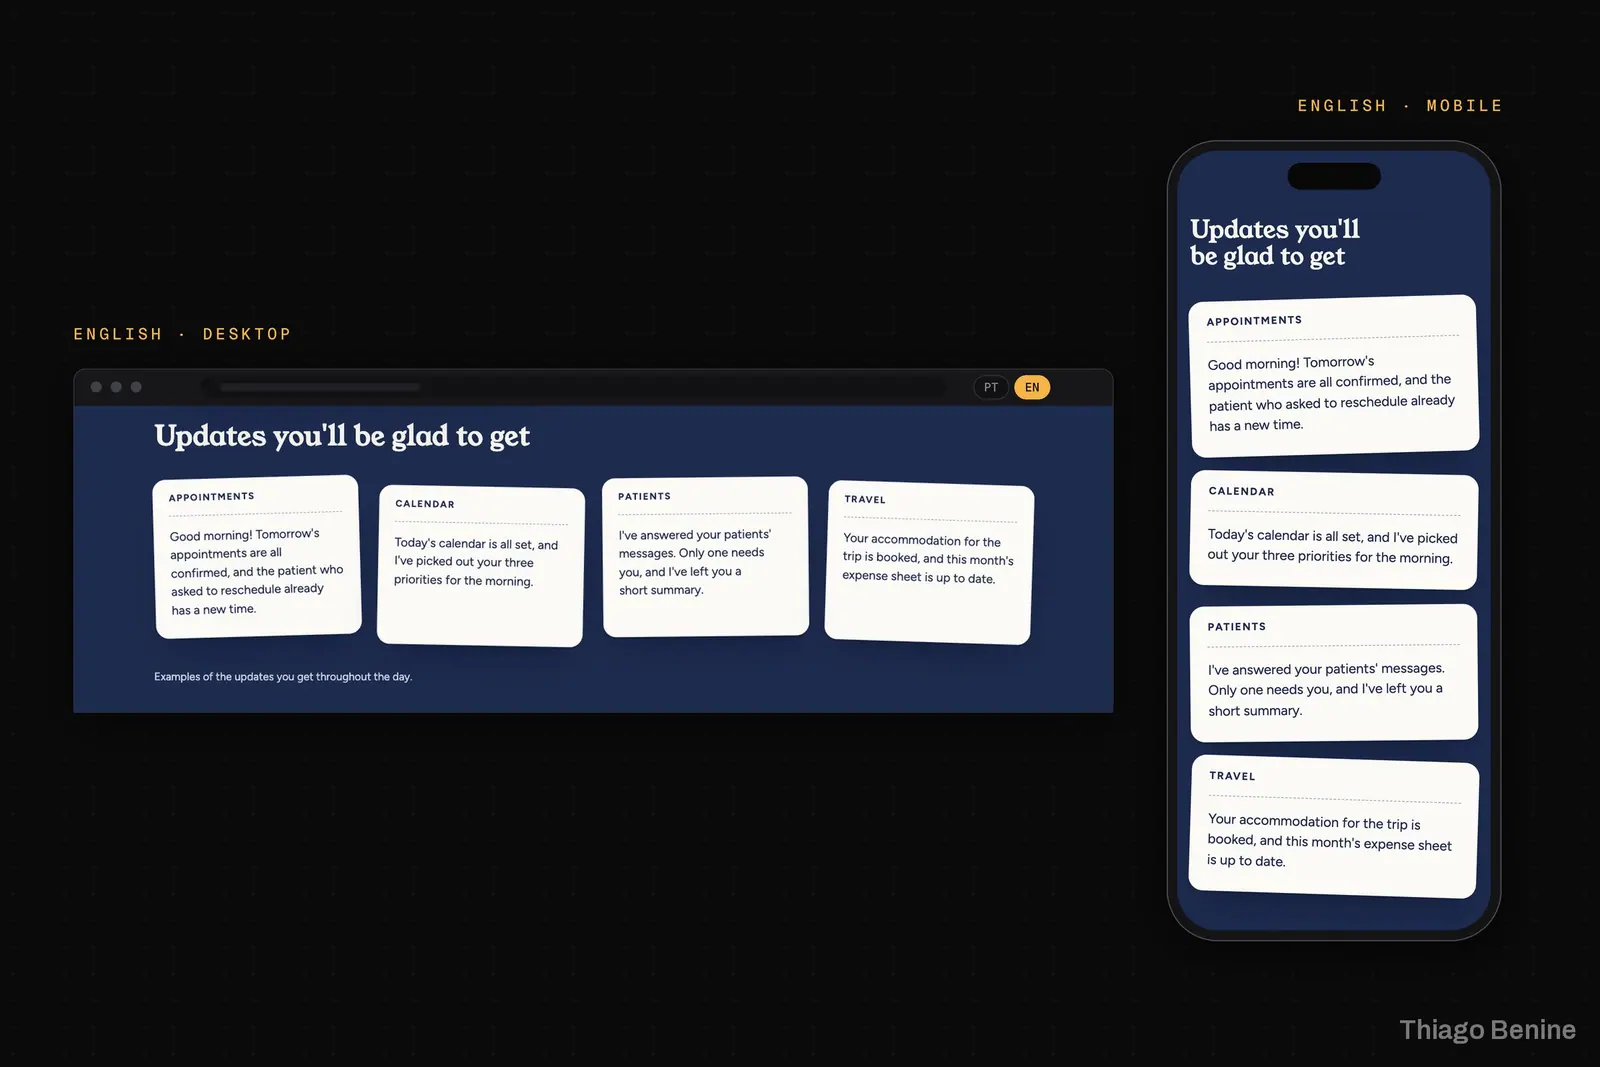 ENGLISH · DESKTOP
PT
EN
Updates you'll be glad to get
APPOINTMENTS
Good morning! Tomorrow's
appointments are all
confirmed, and the patient who
asked to reschedule already
has a new time.
CALENDAR
Today's calendar is all set, and
I've picked out your three
priorities for the morning.
PATIENTS
I've answered your patients'
messages. Only one needs
you, and I've left you a
short summary.
TRAVEL
Your accommodation for the
trip is booked, and this month's
expense sheet is up to date.
Examples of the updates you get throughout the day.
ENGLISH · MOBILE
Updates you'll
be glad to get
APPOINTMENTS
Good morning! Tomorrow's
appointments are all confirmed, and the
patient who asked to reschedule already
has a new time.
CALENDAR
Today's calendar is all set, and I've picked
out your three priorities for the morning.
PATIENTS
I've answered your patients' messages.
Only one needs you, and I've left you a
short summary.
TRAVEL
Your accommodation for the trip is
booked, and this month's expense sheet
is up to date.
Thiago Benine